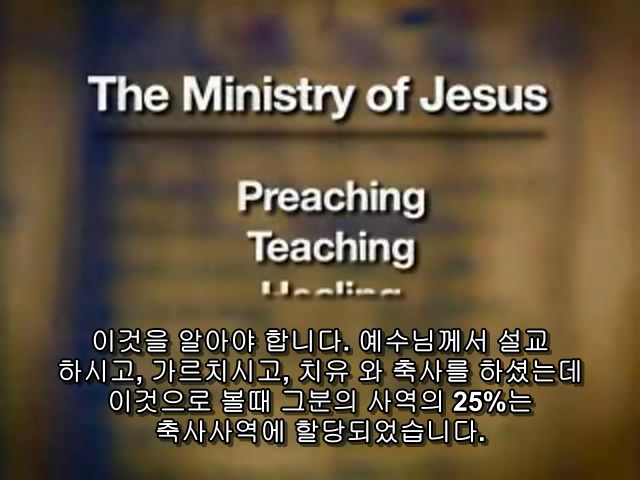 The Ministry of Jesus
Preaching
Teaching
Healing
이것을 알아야 합니다. 예수님께서 설교
하시고, 가르치시고, 치유 와 축사를 하셨는데
이것으로 볼때 그분의 사역의 25%는
축사사역에 할당되었습니다.